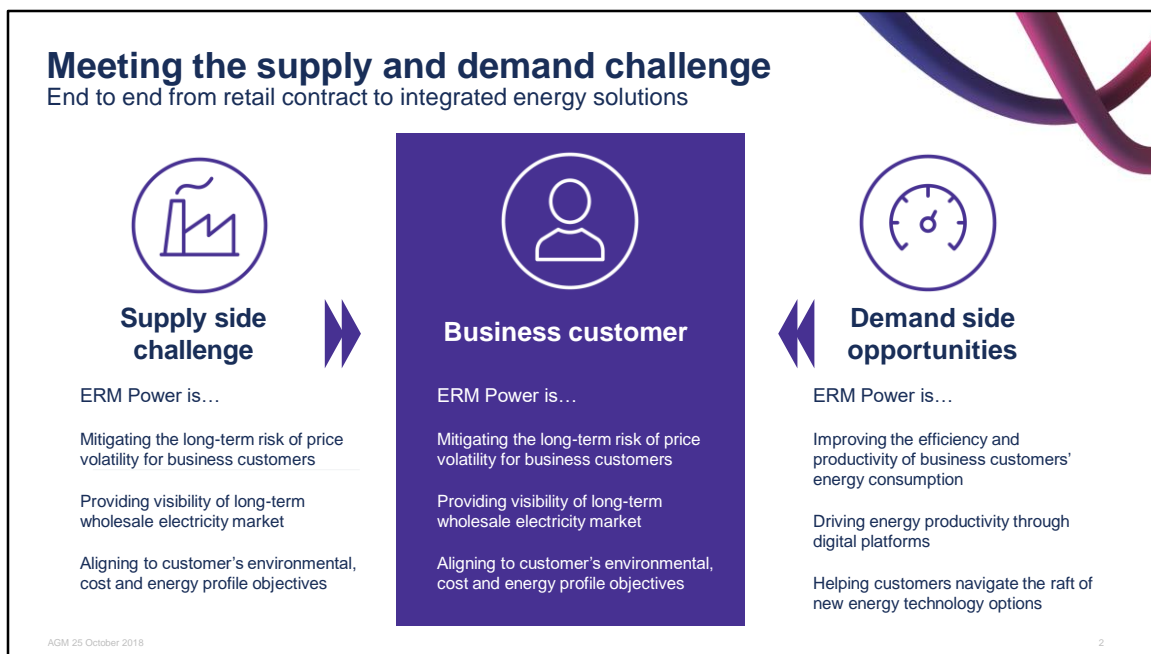 Meeting the supply and demand challenge
End to end from retail contract to integrated energy solutions
Supply side
challenge
ERM Power is…
Mitigating the long-term risk of price
volatility for business customers
Providing visibility of long-term
wholesale electricity market
Aligning to customer’s environmental,
cost and energy profile objectives
Business customer
ERM Power is…
Mitigating the long-term risk of price
volatility for business customers
Providing visibility of long-term
wholesale electricity market
Aligning to customer’s environmental,
cost and energy profile objectives
Demand side
opportunities
ERM Power is…
Improving the efficiency and
productivity of business customers’
energy consumption
Driving energy productivity through
digital platforms
Helping customers navigate the raft of
new energy technology options
AGM 25 October 2018
2